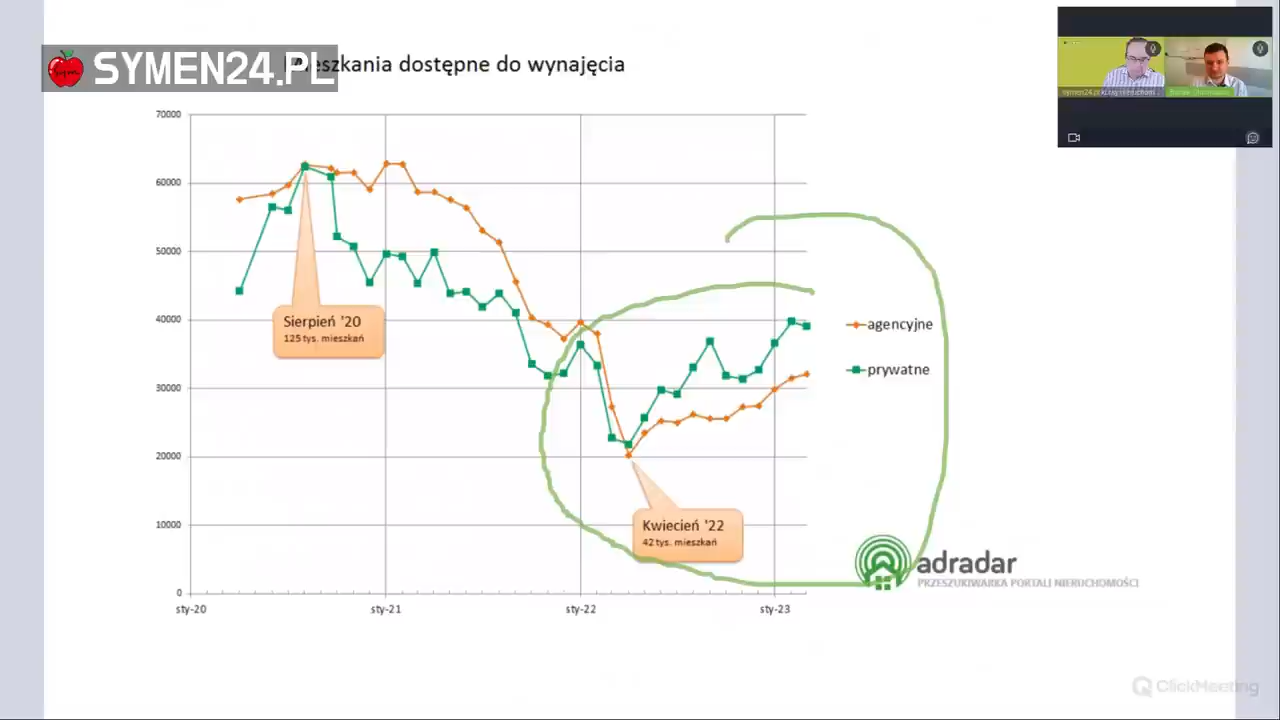 SYMEN24.PL
Mieszkania dostępne do wynajęcia
70000
60000
50000
40000
30000
20000
10000
0
sty-20
sty-21
sty-22
sty-23
Sierpień '20
125 tys. mieszkań
Kwiecień '22
42 tys. mieszkań
agencyjne
prywatne
adradar
PRZESZUKIWARKA PORTALI NIERUCHOMOŚCI
ClickMeeting